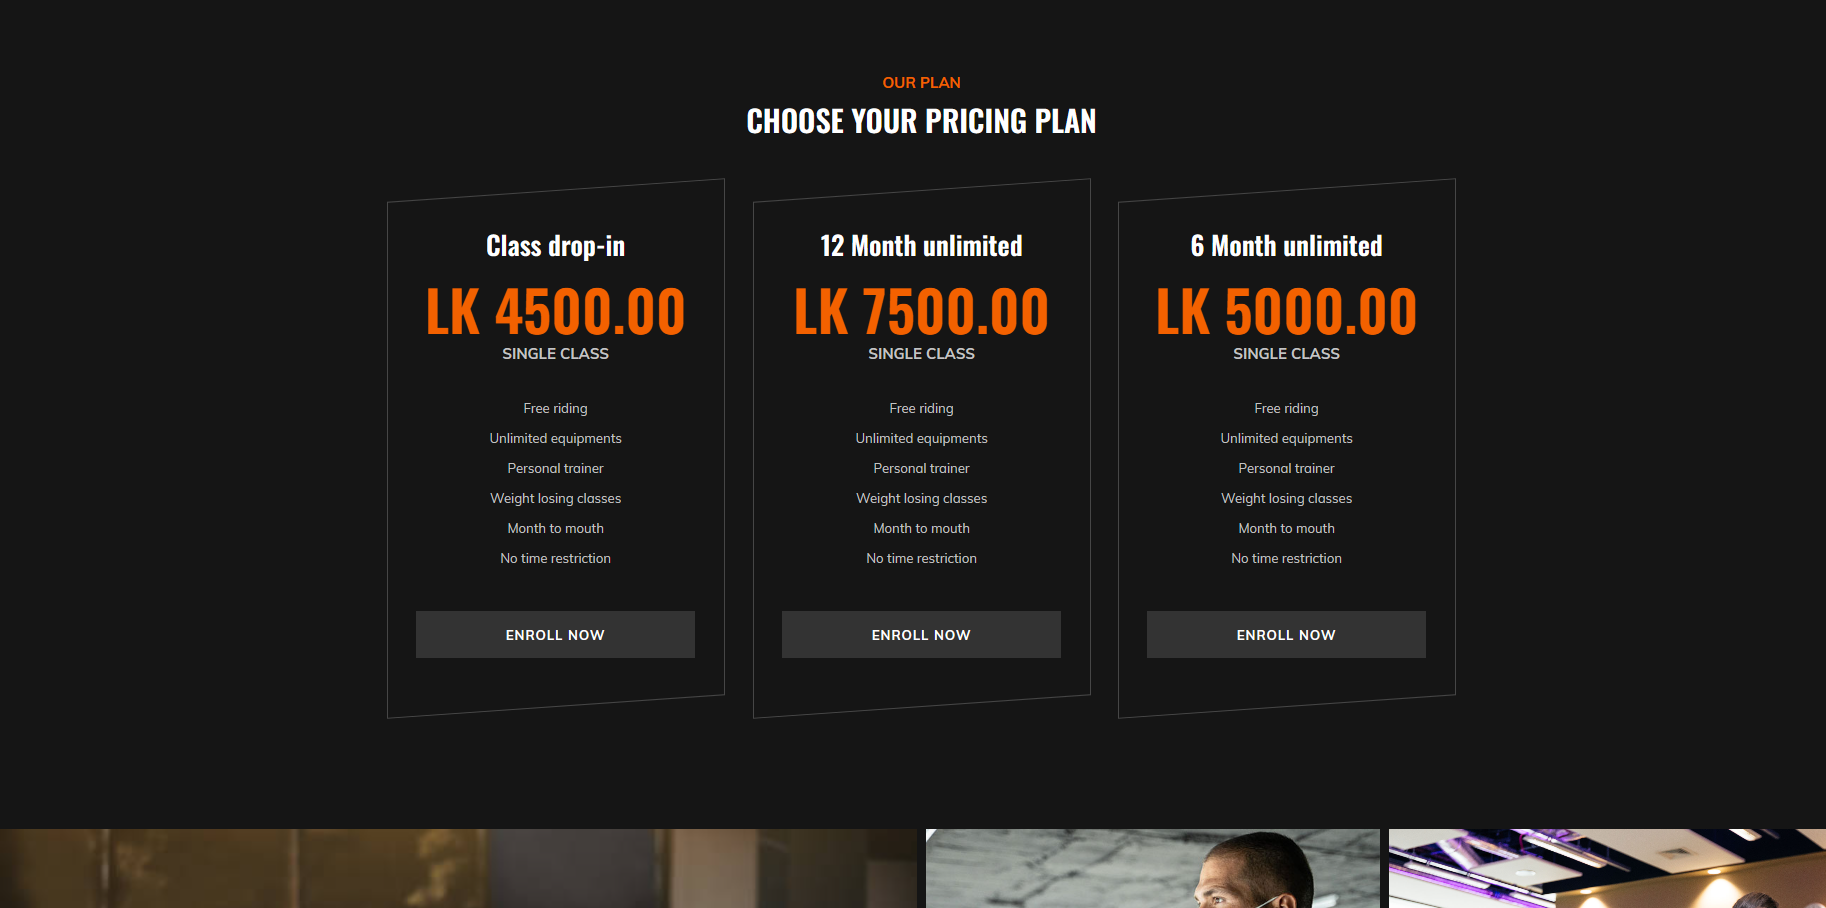 OUR PLAN
CHOOSE YOUR PRICING PLAN
Class drop-in
LK 4500.00
SINGLE CLASS
Free riding
Unlimited equipments
Personal trainer
Weight losing classes
Month to mouth
No time restriction
ENROLL NOW
12 Month unlimited
LK 7500.00
SINGLE CLASS
Free riding
Unlimited equipments
Personal trainer
Weight losing classes
Month to mouth
No time restriction
ENROLL NOW
6 Month unlimited
LK 5000.00
SINGLE CLASS
Free riding
Unlimited equipments
Personal trainer
Weight losing classes
Month to mouth
No time restriction
ENROLL NOW